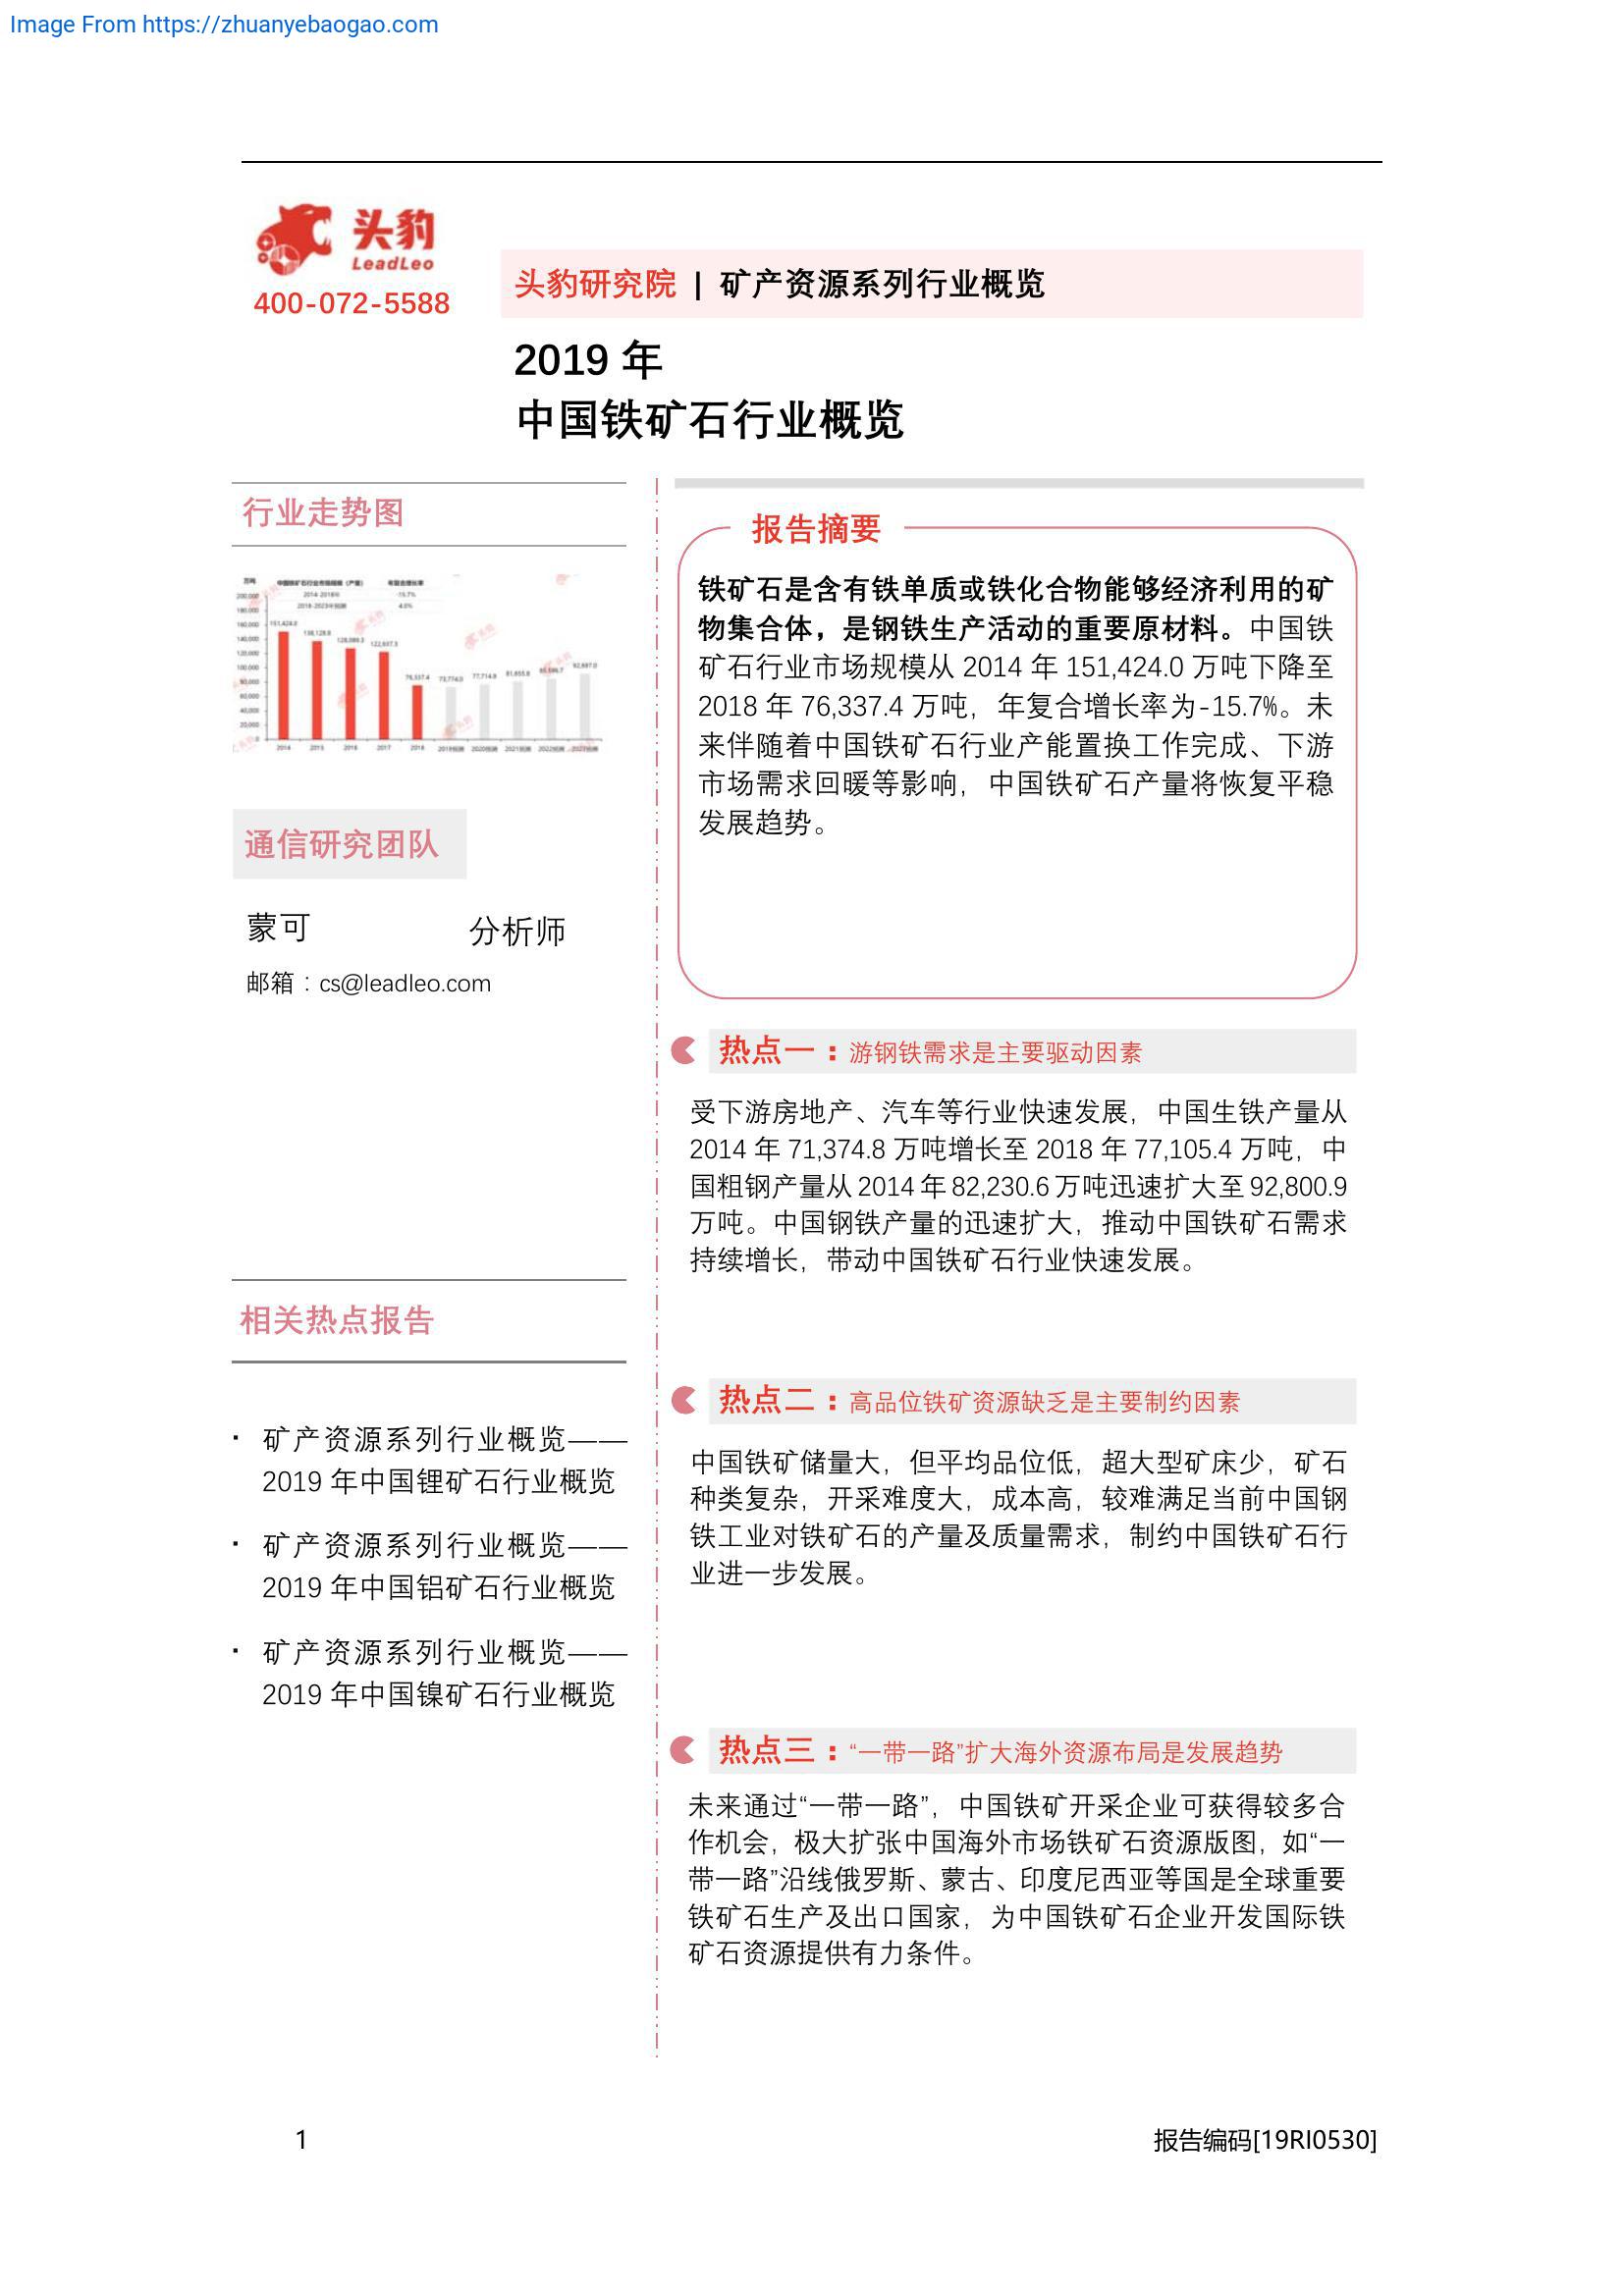 Image From https://zhuanyebaogao.com
头豹
LeadLeo
400-072-5588
头豹研究院 | 矿产资源系列行业概览
2019 年
中国铁矿石行业概览
行业走势图
万吨
中国铁矿石行业市场规模（产量） 年复合增长率
2014-2018年 -15.7%
2018-2023年预测 4.0%
200,000
180,000
160,000
140,000
120,000
100,000
80,000
60,000
40,000
20,000
0
151,424.0
138,128.9
122,937.3
76,337.4
73,774.0
77,714.8
81,855.8
92,887.0
2014 2015 2016 2017 2018 2019预测 2020预测 2021预测 2022预测 2023预测
通信研究团队
蒙可 分析师
邮箱：cs@leadleo.com
相关热点报告
· 矿产资源系列行业概览——
2019 年中国锂矿石行业概览
· 矿产资源系列行业概览——
2019 年中国铝矿石行业概览
· 矿产资源系列行业概览——
2019 年中国镍矿石行业概览
报告摘要
铁矿石是含有铁单质或铁化合物能够经济利用的矿
物集合体，是钢铁生产活动的重要原材料。中国铁
矿石行业市场规模从 2014 年 151,424.0 万吨下降至
2018 年 76,337.4 万吨，年复合增长率为-15.7%。未
来伴随着中国铁矿石行业产能置换工作完成、下游
市场需求回暖等影响，中国铁矿石产量将恢复平稳
发展趋势。
热点一：游钢铁需求是主要驱动因素
受下游房地产、汽车等行业快速发展，中国生铁产量从
2014 年 71,374.8 万吨增长至 2018 年 77,105.4 万吨，中
国粗钢产量从 2014 年 82,230.6 万吨迅速扩大至 92,800.9
万吨。中国钢铁产量的迅速扩大，推动中国铁矿石需求
持续增长，带动中国铁矿石行业快速发展。
热点二：高品位铁矿资源缺乏是主要制约因素
中国铁矿储量大，但平均品位低，超大型矿床少，矿石
种类复杂，开采难度大，成本高，较难满足当前中国钢
铁工业对铁矿石的产量及质量需求，制约中国铁矿石行
业进一步发展。
热点三：“一带一路”扩大海外资源布局是发展趋势
未来通过“一带一路”，中国铁矿开采企业可获得较多合
作机会，极大扩张中国海外市场铁矿石资源版图，如“一
带一路”沿线俄罗斯、蒙古、印度尼西亚等国是全球重要
铁矿石生产及出口国家，为中国铁矿石企业开发国际铁
矿石资源提供有力条件。
1
报告编码[19RI0530]